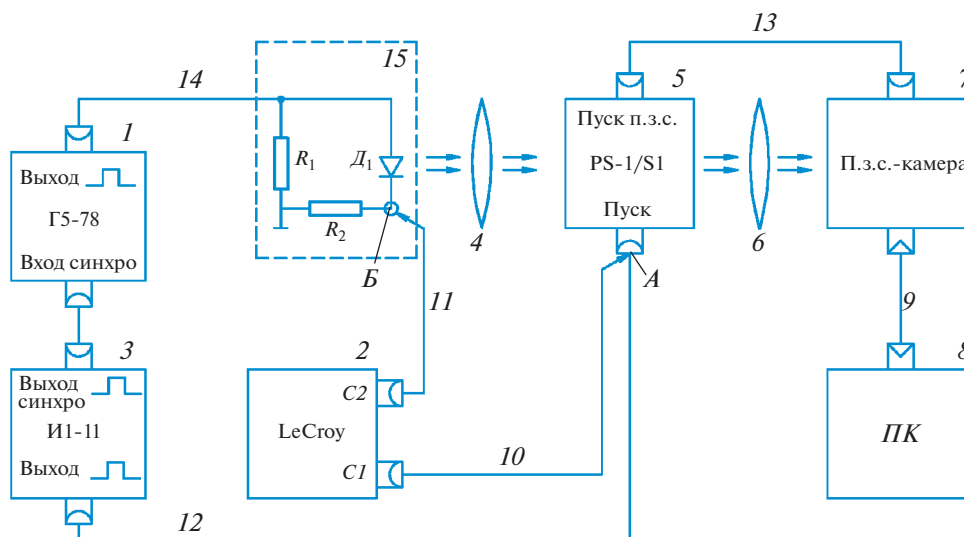 14
1
Выход
Г5-78
Вход синхро
3
Выход
синхро
И1-11
Выход
12
15
R1
Д1
R2
Б
11
2
C2
LeCroy
C1
10
4
5
Пуск п.з.с.
PS-1/S1
Пуск
А
13
6
7
П.з.с.-камера
9
8
ПК